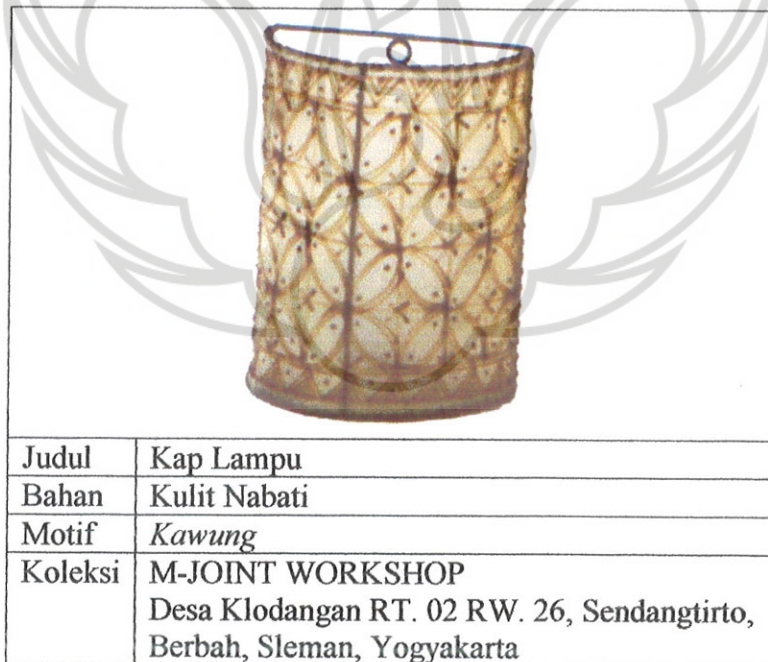 Judul Kap Lampu
Bahan Kulit Nabati
Motif Kawung
Koleksi M-JOINT WORKSHOP
Desa Klodangan RT. 02 RW. 26, Sendangtirto,
Berbah, Sleman, Yogyakarta